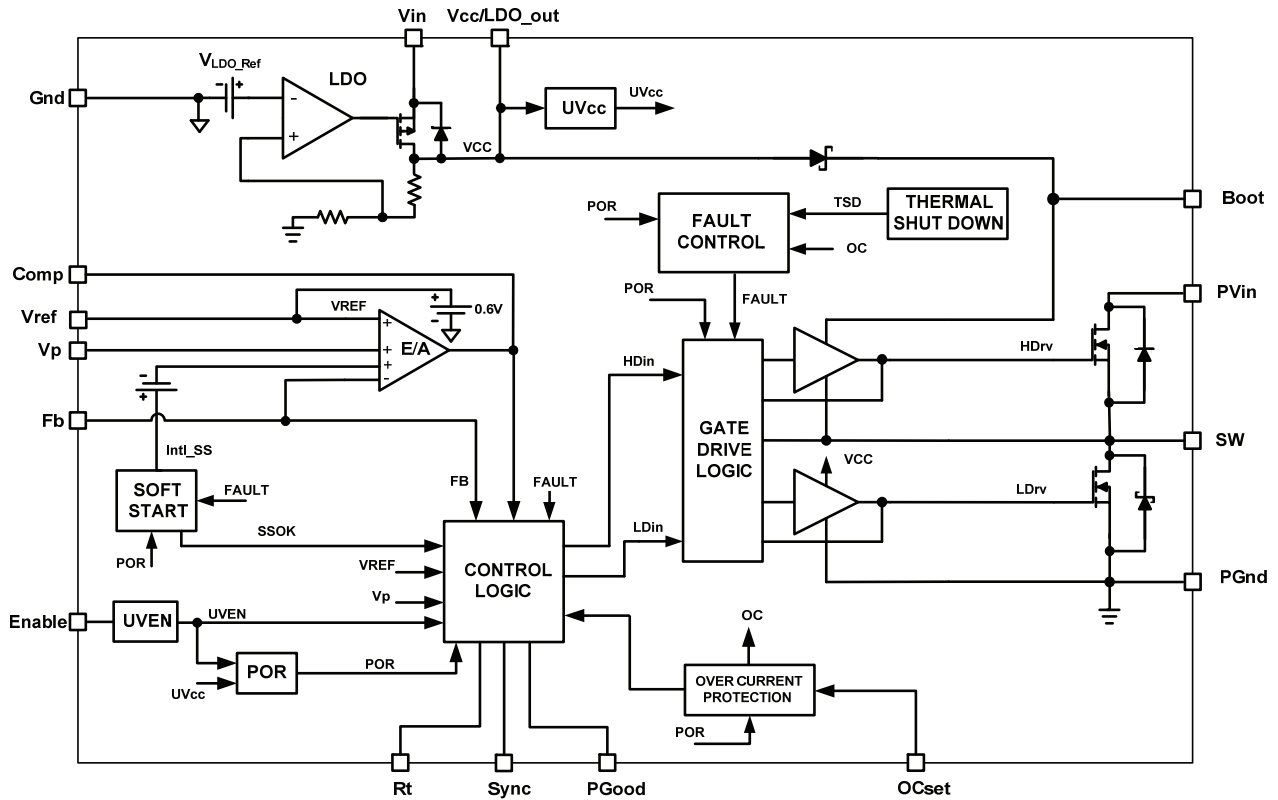 Vin
Vcc/LDO_out
VLDO_Ref
- +
LDO
Gnd
-
+
UVcc
UVcc
VCC
Boot
POR
FAULT
CONTROL
TSD
THERMAL
SHUT DOWN
OC
Comp
POR
FAULT
PVin
Vref
VREF
+
-
0.6V
+
Vp
+
E/A
+
-
-
+
HDin
HDrv
Fb
GATE
DRIVE
LOGIC
SW
Intl_SS
VCC
SOFT
START
FAULT
FB
FAULT
LDrv
SSOK
LDin
POR
VREF
CONTROL
LOGIC
Vp
PGnd
Enable
UVEN
UVEN
OC
POR
POR
UVcc
OVER CURRENT
PROTECTION
POR
Rt
Sync
PGood
OCset